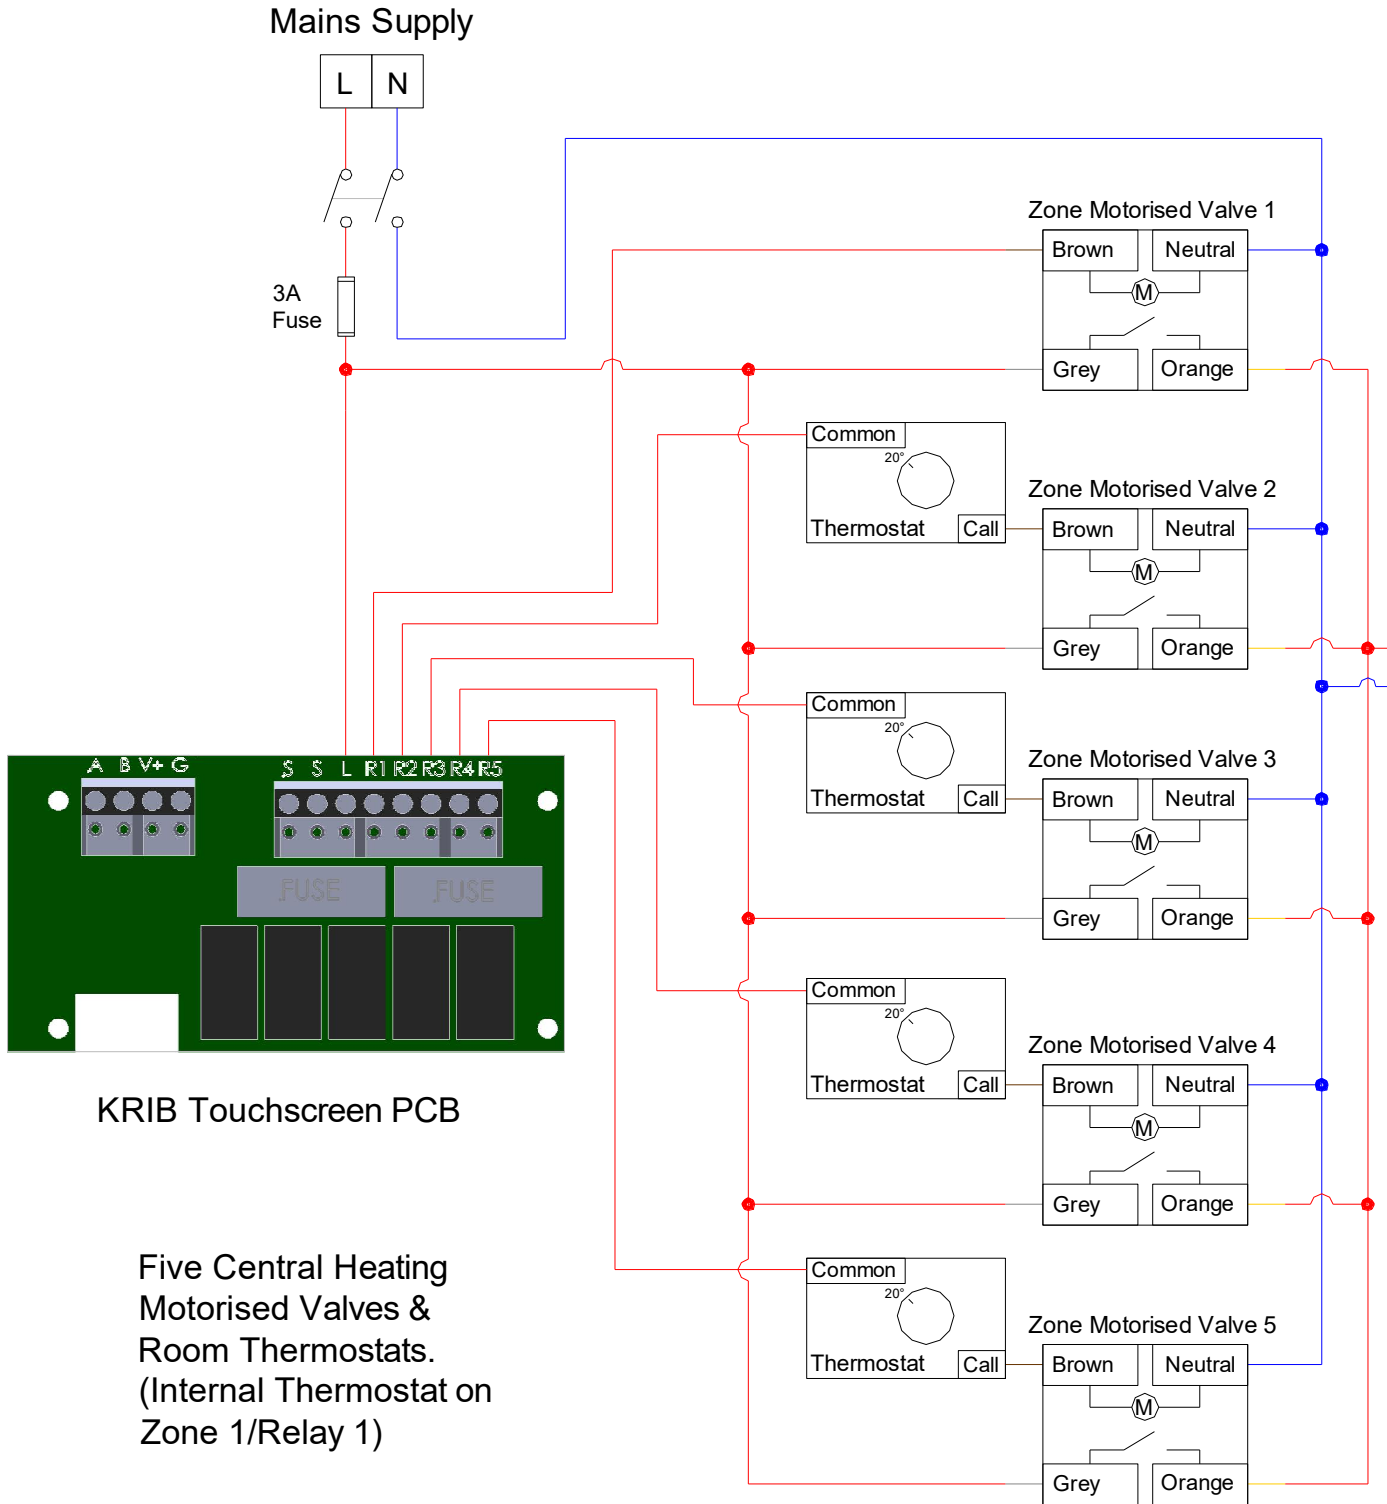 Mains Supply
L N
3A
Fuse
Zone Motorised Valve 1
Brown Neutral
M
Grey Orange
Common
20°
Thermostat Call
Zone Motorised Valve 2
Brown Neutral
M
Grey Orange
Common
20°
Thermostat Call
Zone Motorised Valve 3
Brown Neutral
M
Grey Orange
A B V+ G
S S L R1 R2 R3 R4 R5
FUSE FUSE
KRIB Touchscreen PCB
Common
20°
Thermostat Call
Zone Motorised Valve 4
Brown Neutral
M
Grey Orange
Common
20°
Thermostat Call
Zone Motorised Valve 5
Brown Neutral
M
Grey Orange
Five Central Heating
Motorised Valves &
Room Thermostats.
(Internal Thermostat on
Zone 1/Relay 1)